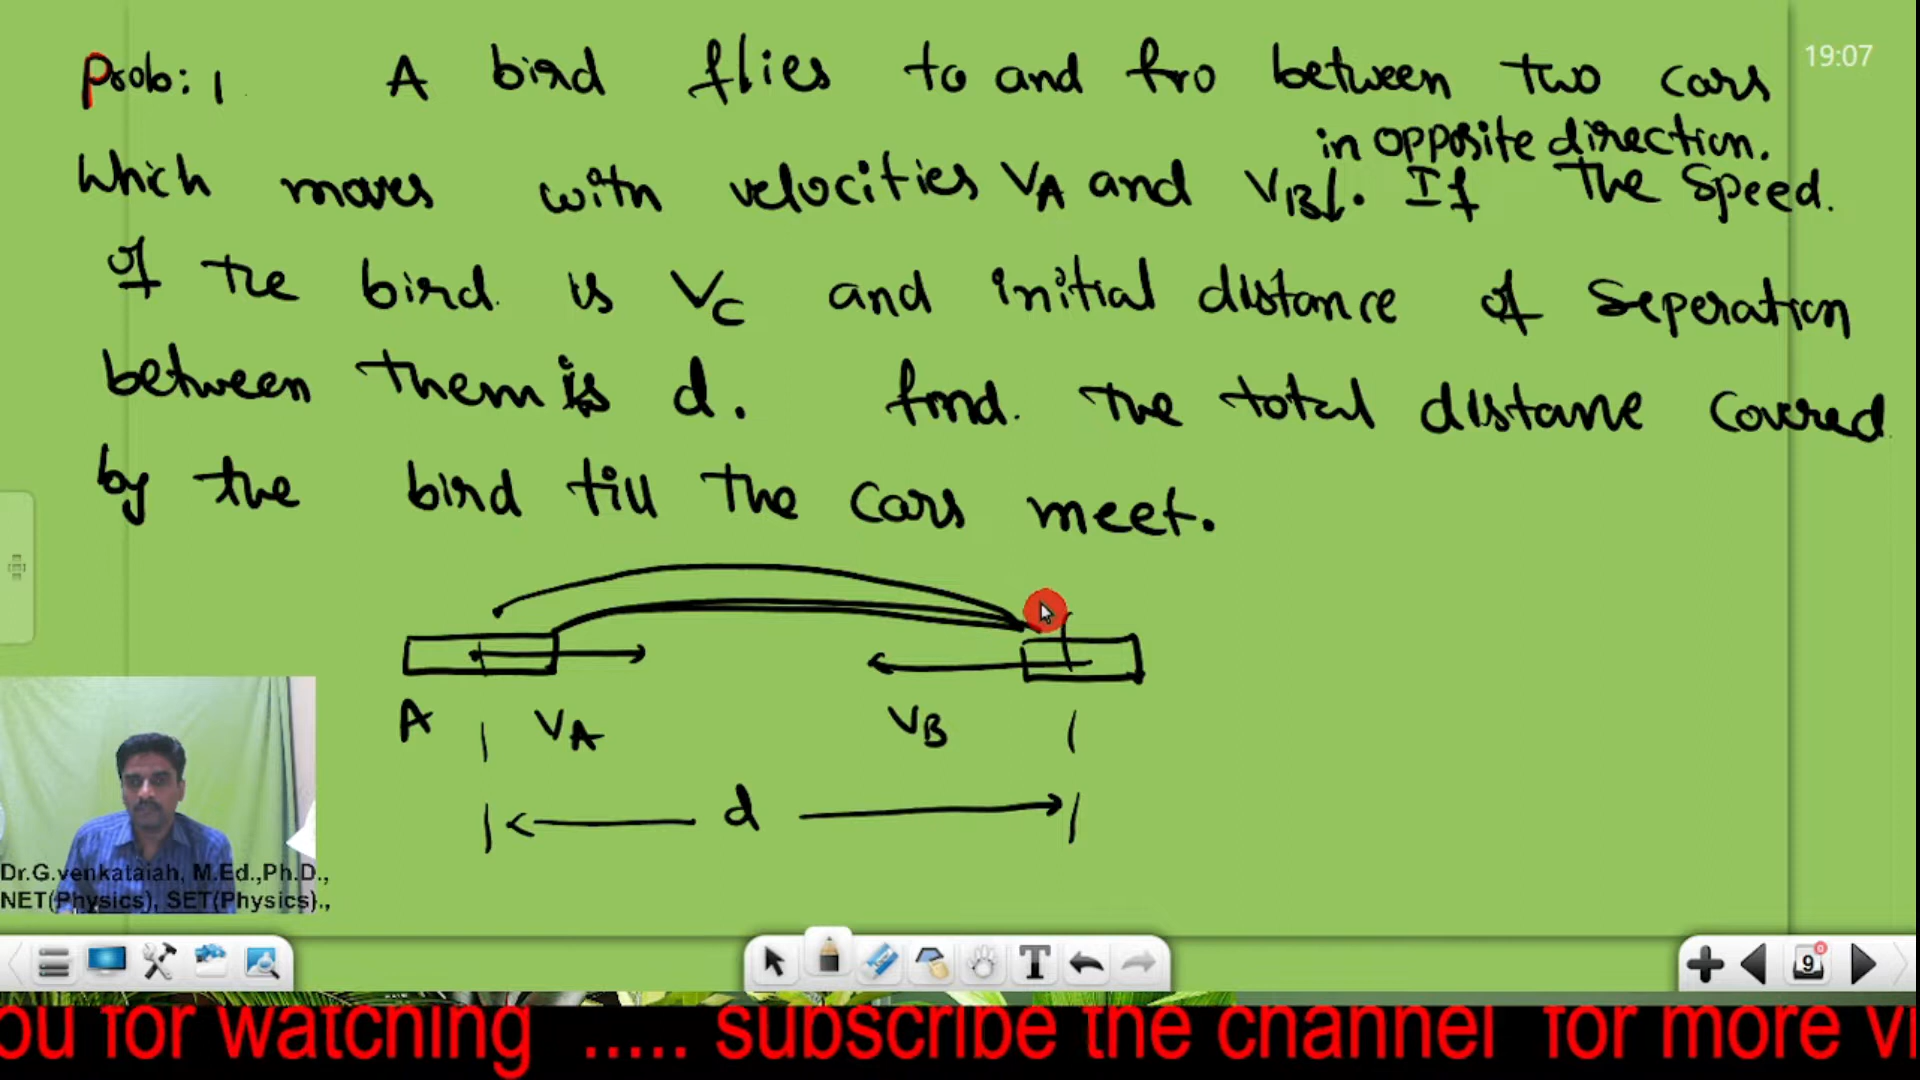 Prob: 1 A bird flies to and fro between two cars
in opposite direction.
Which moves with velocities VA and VB. If the Speed.
of the bird is VC and initial distance of Seperation
between them is d. find. the total distance Covered
by the bird till the Cars meet.
A VA VB
d
19:07
Dr.G.venkataiah, M.Ed.,Ph.D.,
NET(Physics), SET(Physics).,
T
9
0
ou for watching ..... subscribe the channel for more vi